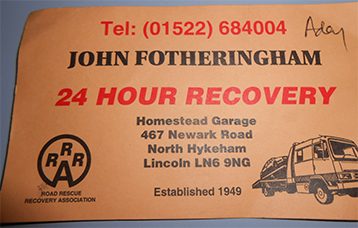 Tel: (01522) 684004
JOHN FOTHERINGHAM
24 HOUR RECOVERY
Homestead Garage
467 Newark Road
North Hykeham
Lincoln LN6 9NG
Established 1949
RRRA
ROAD RESCUE
RECOVERY ASSOCIATION